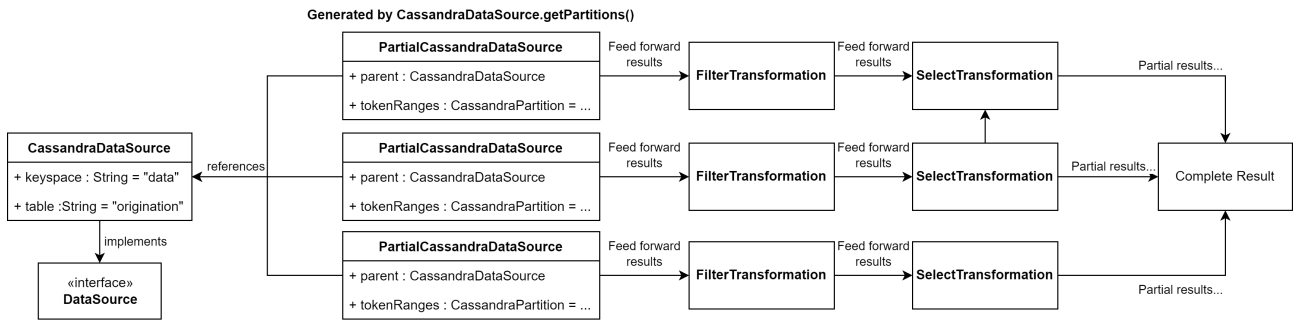 Generated by CassandraDataSource.getPartitions()
PartialCassandraDataSource
+ parent : CassandraDataSource
+ tokenRanges : CassandraPartition = ...
Feed forward
results
FilterTransformation
Feed forward
results
SelectTransformation
Partial results...
CassandraDataSource
+ keyspace : String = "data"
+ table :String = "origination"
references
PartialCassandraDataSource
+ parent : CassandraDataSource
+ tokenRanges : CassandraPartition = ...
Feed forward
results
FilterTransformation
Feed forward
results
SelectTransformation
Partial results...
Complete Result
implements
«interface»
DataSource
PartialCassandraDataSource
+ parent : CassandraDataSource
+ tokenRanges : CassandraPartition = ...
Feed forward
results
FilterTransformation
Feed forward
results
SelectTransformation
Partial results...